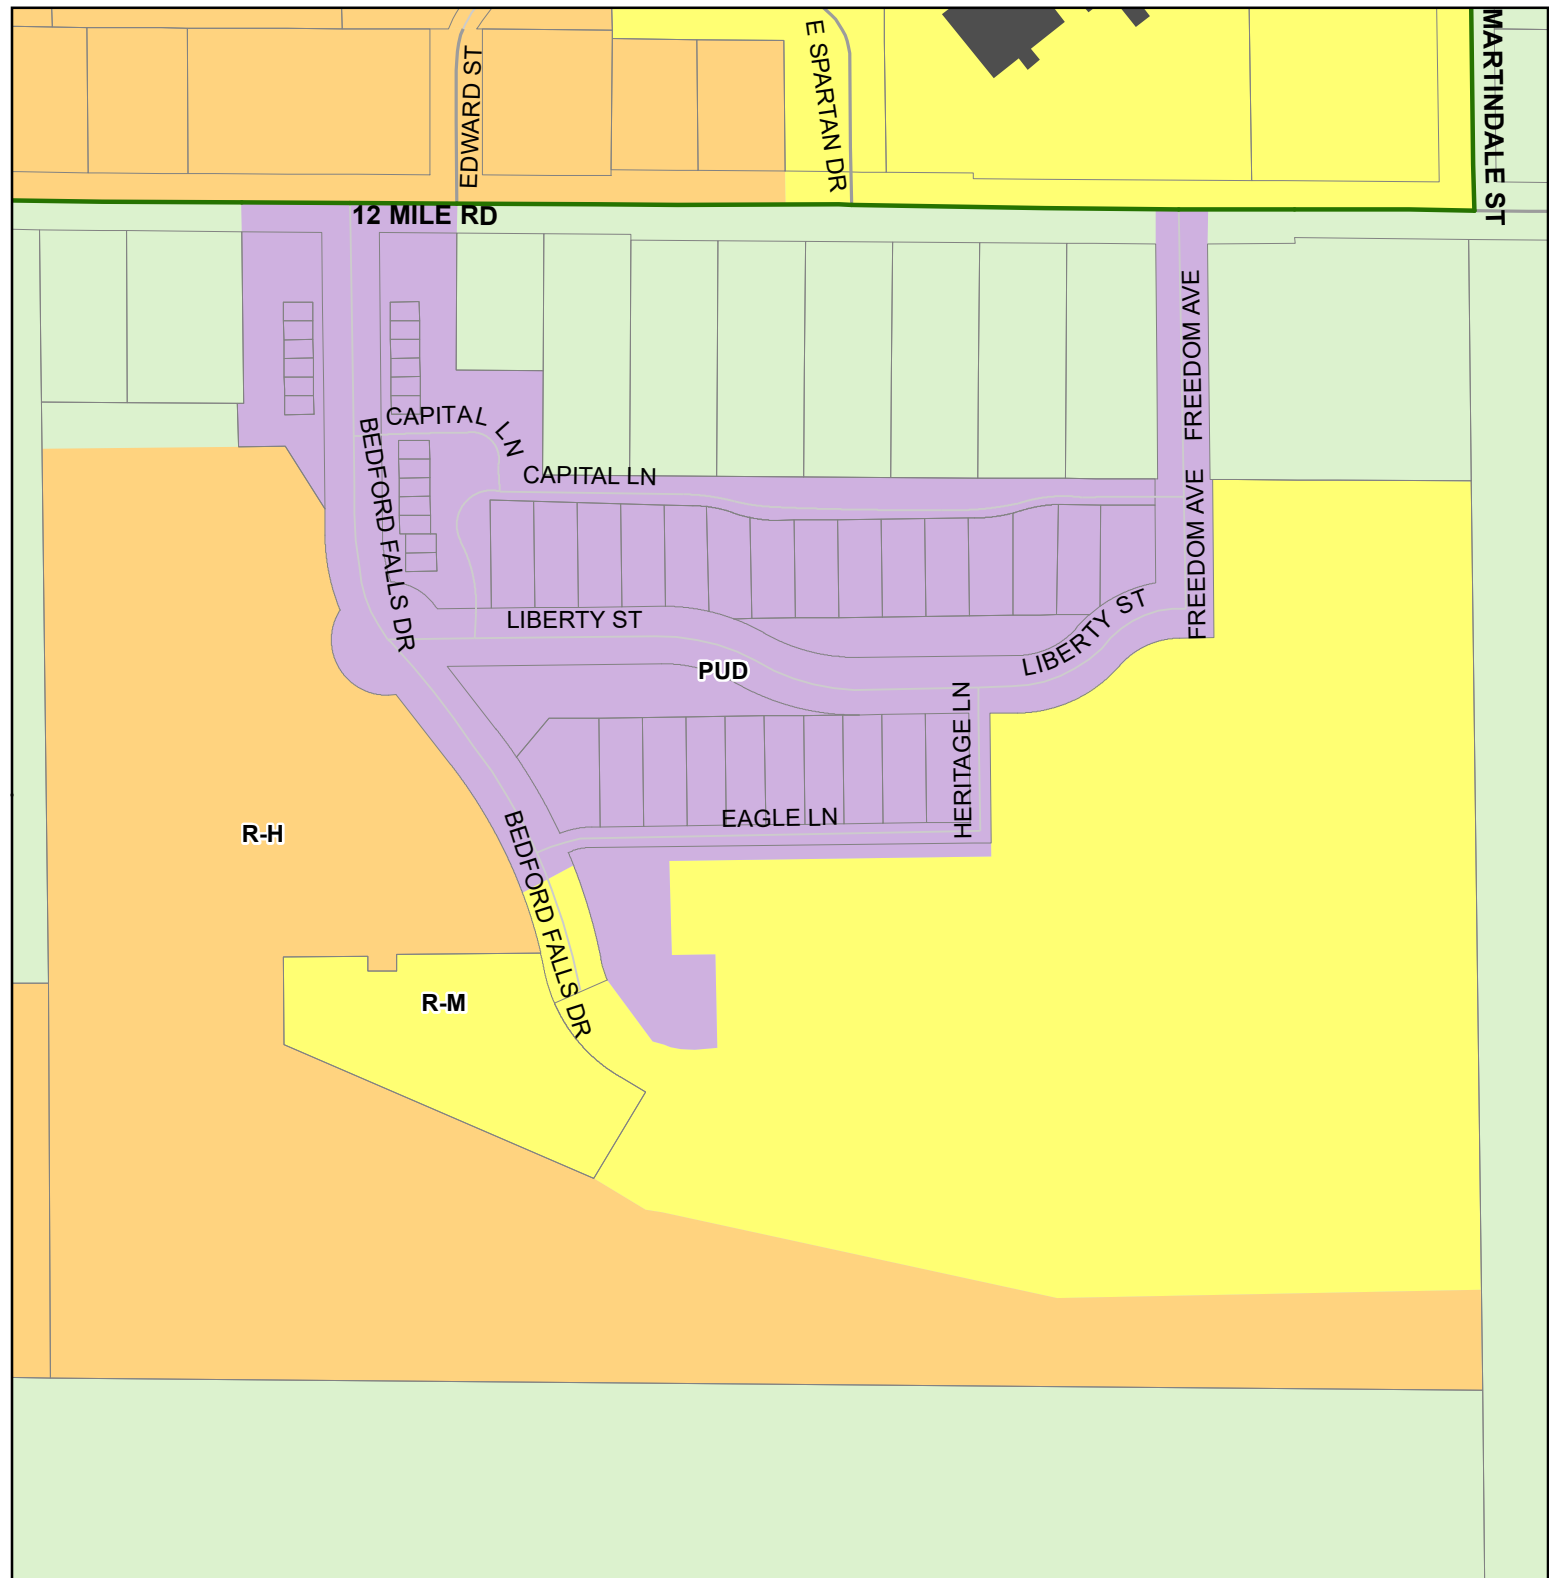 MARTINDALE ST
E SPARTAN DR
EDWARD ST
12 MILE RD
FREEDOM AVE
CAPITAL LN
BEDFORD FALLS DR
CAPITAL LN
FREEDOM AVE
LIBERTY ST
LIBERTY ST
PUD
HERITAGE LN
EAGLE LN
R-H
BEDFORD FALLS DR
R-M